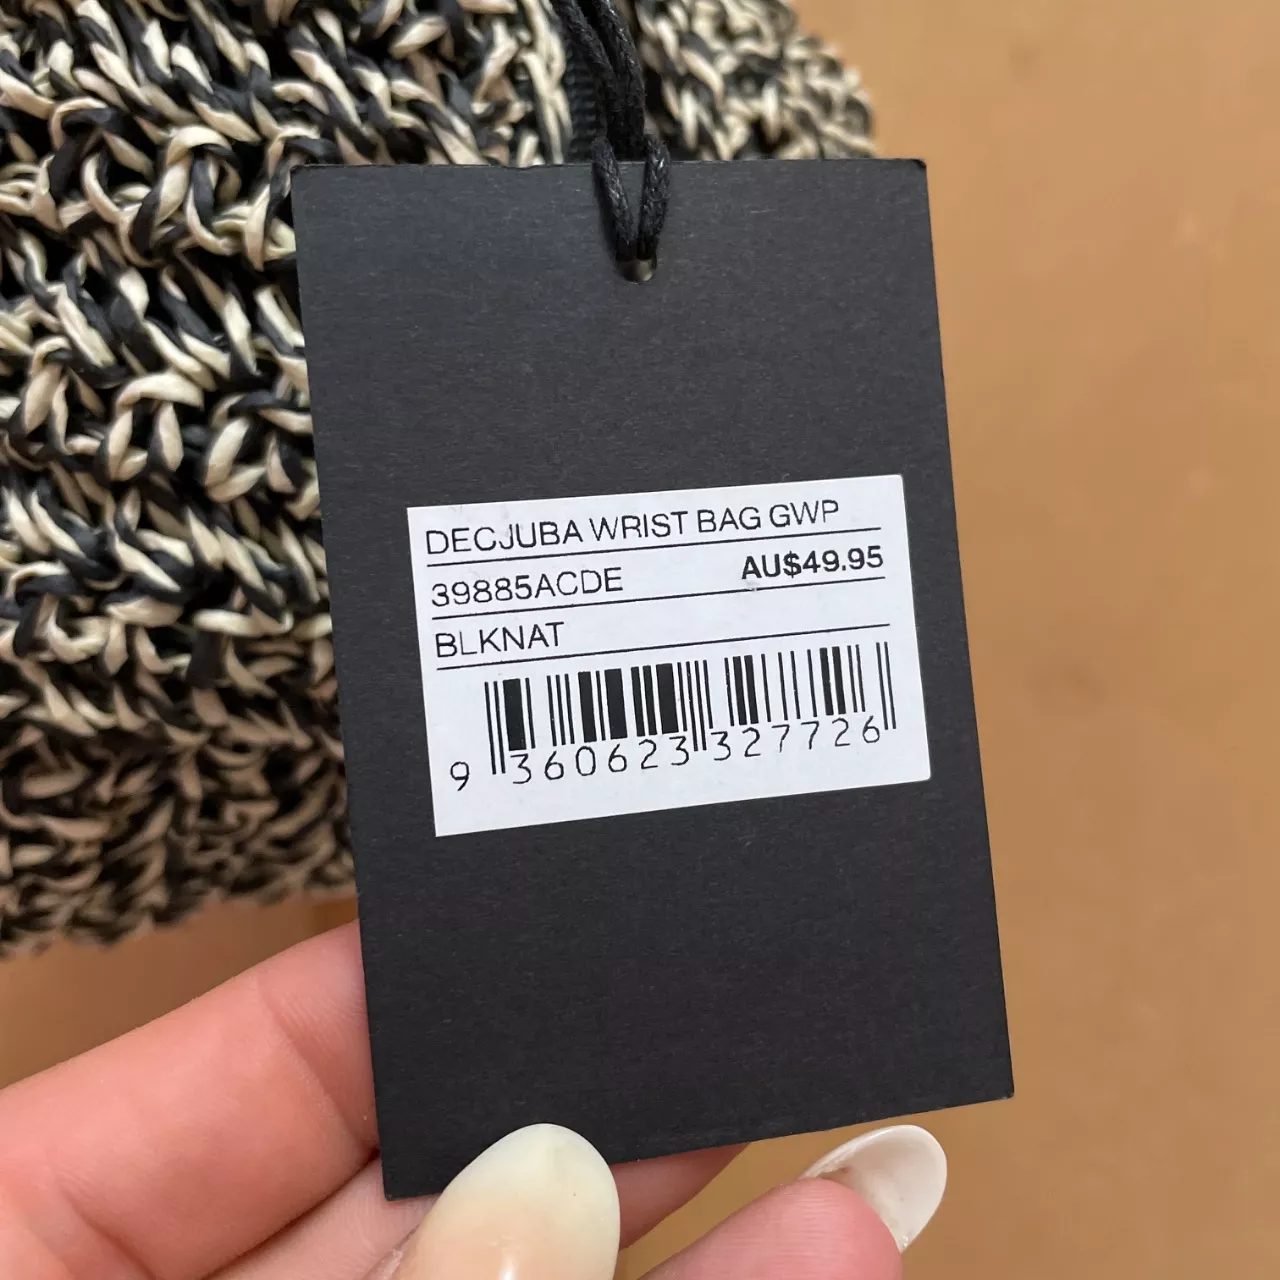 DECJUBA WRIST BAG GWP
39885ACDE AU$49.95
BLKNAT
9 360623 327726